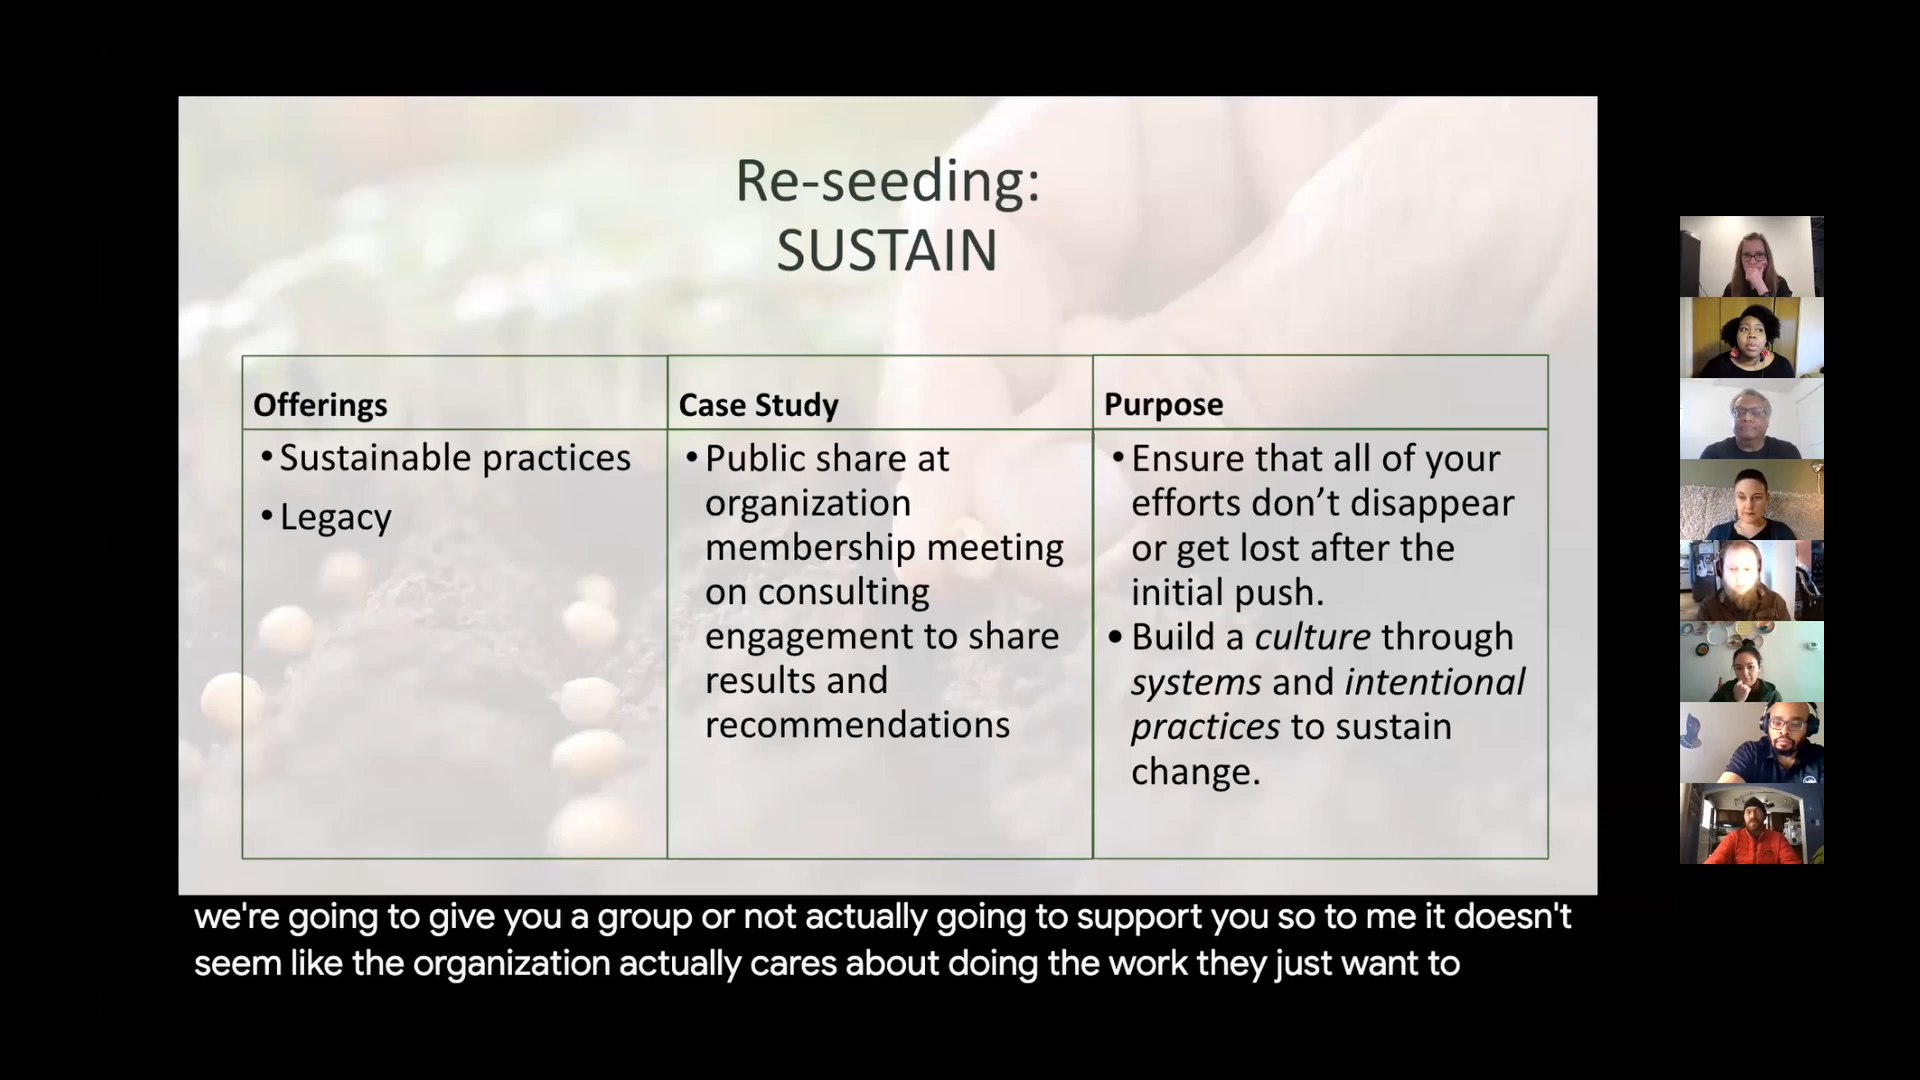 Re-seeding:
SUSTAIN
Offerings
• Sustainable practices
• Legacy
Case Study
• Public share at
organization
membership meeting
on consulting
engagement to share
results and
recommendations
Purpose
• Ensure that all of your
efforts don’t disappear
or get lost after the
initial push.
• Build a culture through
systems and intentional
practices to sustain
change.
we're going to give you a group or not actually going to support you so to me it doesn't
seem like the organization actually cares about doing the work they just want to